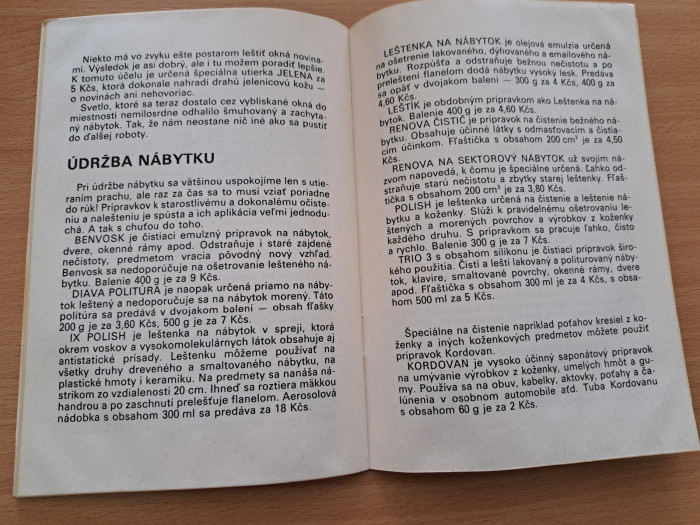 Niekto má vo zvyku ešte postarom leštiť okná novina-
mi. Výsledok je asi dobrý, ale i tu môžem poradiť lepšie.
K tomuto účelu je určená špeciálna utierka JELENA za
5 Kčs, ktorá dokonale nahradí drahú jelenicovú kožu —
o novinách ani nehovoriac.
Svetlo, ktoré sa teraz dostalo cez vyblýskané okná do
miestnosti nemilosrdne odhalilo šmuhovaný a zachyta-
ný nábytok. Tak, že nám neostane nič iné ako sa pustiť
do ďalšej roboty.
ÚDRŽBA NÁBYTKU
Pri údržbe nábytku sa väčšinou uspokojíme len s utie-
raním prachu, ale raz za čas sa to musí vziať poriadne
do rúk! Prípravkov k starostlivému a dokonalému očiste-
niu a nalešteniu je spústa a ich aplikácia veľmi jednodu-
chá. A tak s chuťou do toho.
BENVOSK je čistiaci emulzný prípravok na nábytok,
dvere, okenné rámy apod. Odstraňuje i staré zajdené
nečistoty, predmetom vracia pôvodný nový vzhľad.
Benvosk sa nedoporúčuje na ošetrovanie lešteného ná-
bytku. Balenie 400 g je za 9 Kčs.
DIAVA POLITÚRA je naopak určená priamo na náby-
tok leštený a nedoporučuje sa na nábytok morený. Táto
politúra sa predáva v dvojakom balení — obsah fľašky
200 g je za 3,60 Kčs, 500 g je za 7 Kčs.
IX POLISH je leštenka na nábytok v spreji, ktorá
okrem voskov a vysokomolekulárnych látok obsahuje aj
antistatické prísady. Leštenku môžeme používať na
všetky druhy dreveného a smaltovaného nábytku, na
plastické hmoty i keramiku. Na predmety sa nanáša ná-
strikom zo vzdialenosti 20 cm. Ihneď sa roztiera mäkkou
handrou a po zaschnutí prelešťuje flanelom. Aerosolová
nádobka s obsahom 300 ml sa predáva za 18 Kčs.
LEŠTENKA NA NÁBYTOK je olejová emulzia určená
na ošetrenie lakovaného, dýhovaného a emailového ná-
bytku. Rozpúšťa a odstraňuje bežnou nečistotu a po
preleštení flanelom dodá nábytku vysoký lesk. Predáva
sa opäť v dvojakom balení — 300 g za 4 Kčs, 400 g za
4,60 Kčs.
LEŠTÍK je obdobným prípravkom ako Leštenka na ná-
bytok. Balenie 400 g je za 4,60 Kčs.
RENOVA ČISTIČ je prípravok na čistenie bežného ná-
bytku. Obsahuje účinné látky s odmasťovacím a čistia-
cim účinkom. Fľaštička s obsahom 200 cm³ je za 4,50
Kčs.
RENOVA NA SEKTOROVÝ NÁBYTOK už svojím ná-
zvom napovedá, k čomu je špeciálne určená. Ľahko od-
straňuje starú nečistotu a zbytky starej leštenky. Fľaš-
tička s obsahom 200 cm³ je za 3,80 Kčs.
POLISH je leštenka určená na čistenie a leštenie ná-
bytku a koženky. Slúži k pravidelnému ošetrovaniu le-
štených a morených povrchov a výrobkov z koženky
každého druhu. S prípravkom sa pracuje ľahko, čisto
a rychlo. Balenie 300 g je za 7 Kčs.
TRIO 3 s obsahom silikonu je čistiaci prípravok širo-
kého použitia. Čistí a leští lakovaný a politúrovaný náby-
tok, klavíre, smaltované povrchy, okenné rámy, dvere
apod. Fľaštička s obsahom 300 ml je za 4 Kčs, s obsa-
hom 500 ml za 5 Kčs.
Špeciálne na čistenie napríklad poťahov kresiel z ko-
ženky a iných koženkových predmetov môžete použiť
prípravok Kordovan.
KORDOVAN je vysoko účinný saponátový prípravok
na umývanie výrobkov z koženky, umelých hmôt a gu-
my. Používa sa na obuv, kabelky, aktovky, poťahy a ča-
lúnenia v osobnom automobile aťd. Tuba Kordovanu
s obsahom 60 g je za 2 Kčs.